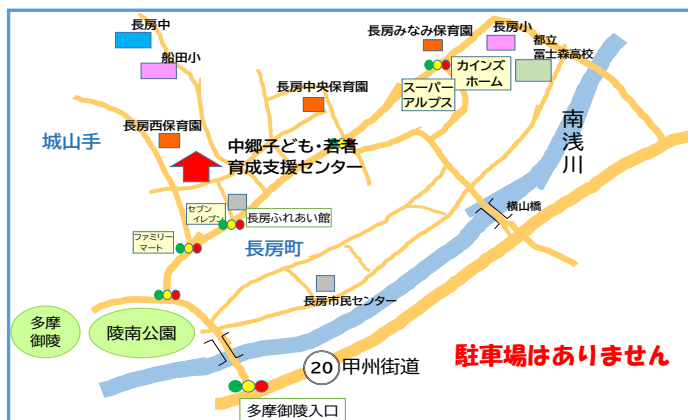 長房中
船田小
長房みなみ保育園
長房小
都立
冨士森高校
カインズ
ホーム
スーパー
アルプス
長房中央保育園
長房西保育園
城山手
中郷子ども・若者
育成支援センター
南浅川
横山橋
セブン
イレブン
長房ふれあい館
ファミリー
マート
長房町
長房市民センター
多摩
御陵
陵南公園
20 甲州街道
駐車場はありません
多摩御陵入口